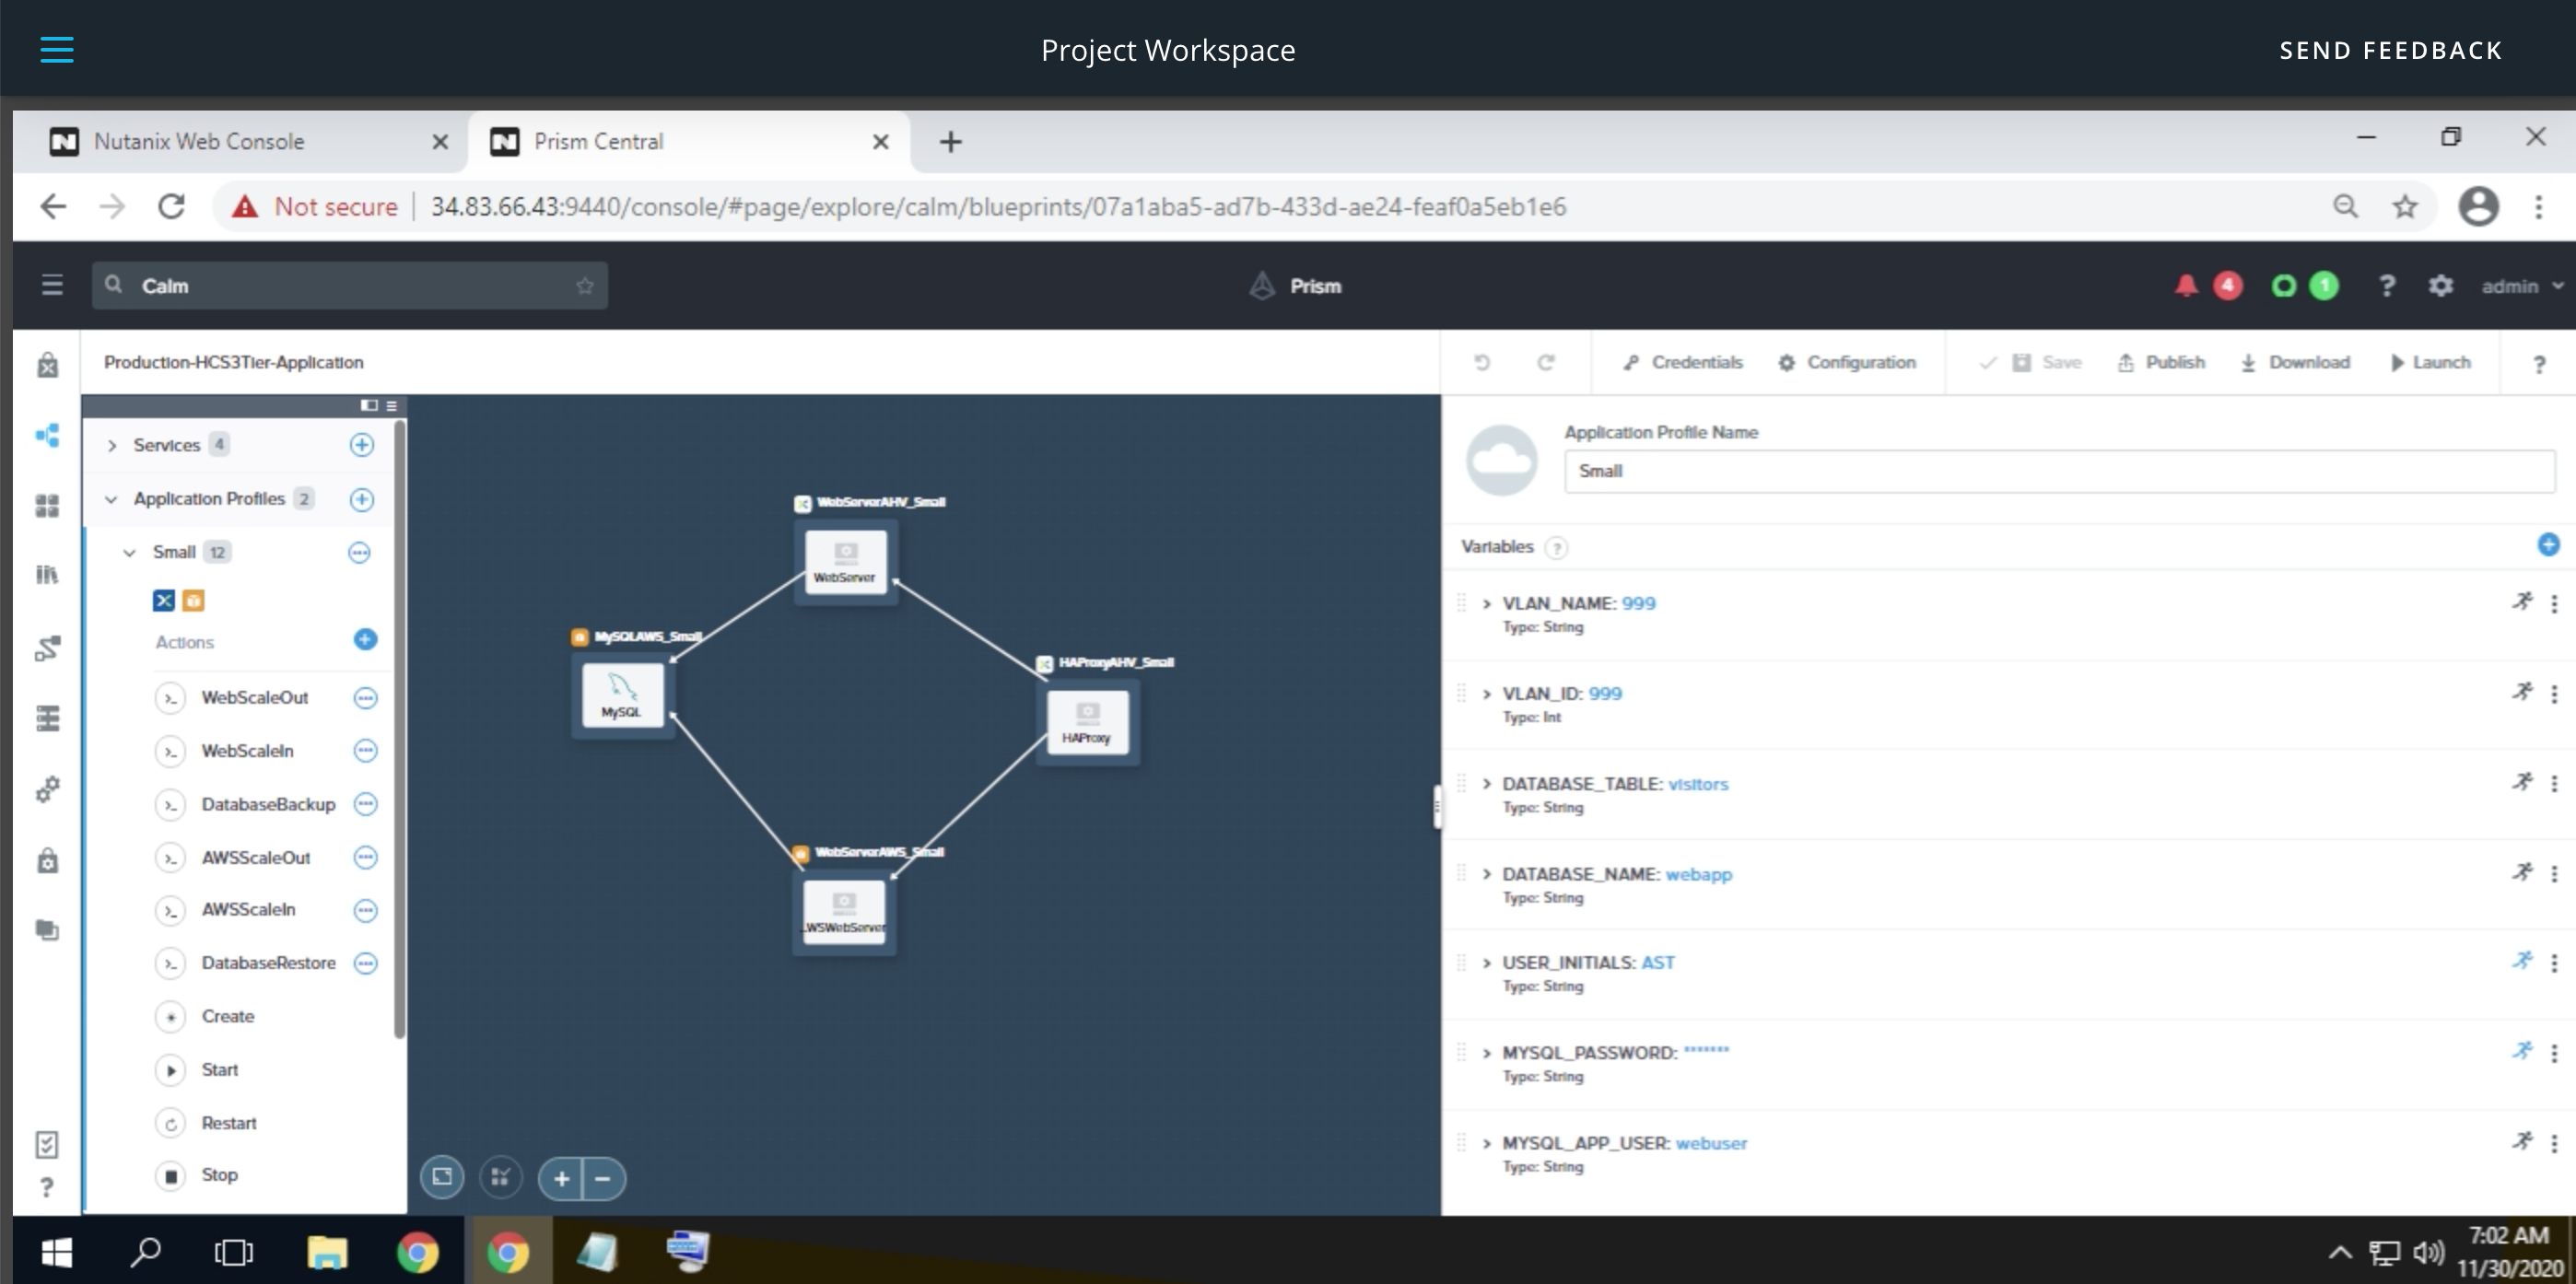 Project Workspace
SEND FEEDBACK
Nutanix Web Console
Prism Central
Not secure
34.83.66.43:9440/console/#page/explore/calm/blueprints/07a1aba5-ad7b-433d-ae24-feaf0a5eb1e6
Calm
Prism
4
1
?
admin
Production-HCS3Tier-Application
Credentials
Configuration
Save
Publish
Download
Launch
?
Services 4
Application Profiles 2
Small 12
Actions
WebScaleOut
WebScaleIn
DatabaseBackup
AWSScaleOut
AWSScaleIn
DatabaseRestore
Create
Start
Restart
Stop
?
WebServerAHV_Small
WebServer
MySQLAWS_Small
MySQL
HAProxyAHV_Small
HAProxy
WebServerAWS_Small
..WSWebServer
Application Profile Name
Small
Variables ?
VLAN_NAME: 999
Type: String
VLAN_ID: 999
Type: Int
DATABASE_TABLE: visitors
Type: String
DATABASE_NAME: webapp
Type: String
USER_INITIALS: AST
Type: String
MYSQL_PASSWORD: *******
Type: String
MYSQL_APP_USER: webuser
Type: String
7:02 AM
11/30/2020